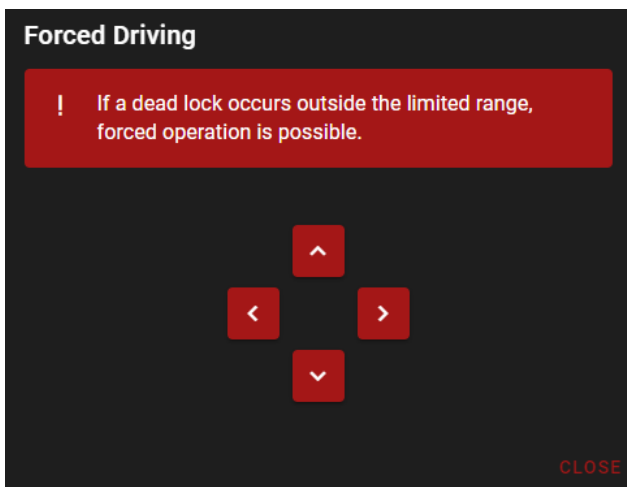 Forced Driving
! If a dead lock occurs outside the limited range,
forced operation is possible.
CLOSE